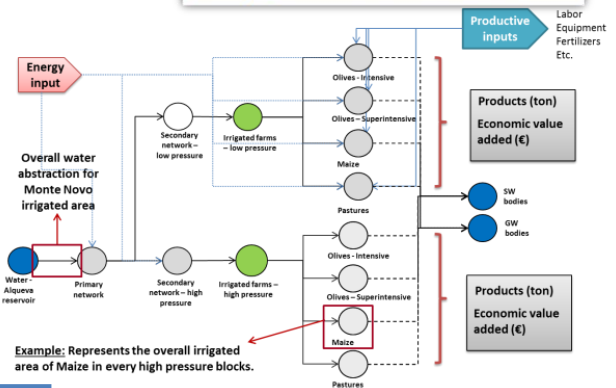 Productive
inputs
Labor
Equipment
Fertilizers
Etc.
Energy
input
Olives - Intensive
Olives – Superintensive
Maize
Pastures
Secondary
network –
low pressure
Irrigated farms
– low pressure
Products (ton)
Economic value
added (€)
Overall water
abstraction for
Monte Novo
irrigated area
SW
bodies
GW
bodies
Water -
Alqueva
reservoir
Primary
network
Secondary
network – high
pressure
Irrigated farms –
high pressure
Olives - Intensive
Olives – Superintensive
Maize
Pastures
Products (ton)
Economic value
added (€)
Example: Represents the overall irrigated
area of Maize in every high pressure blocks.